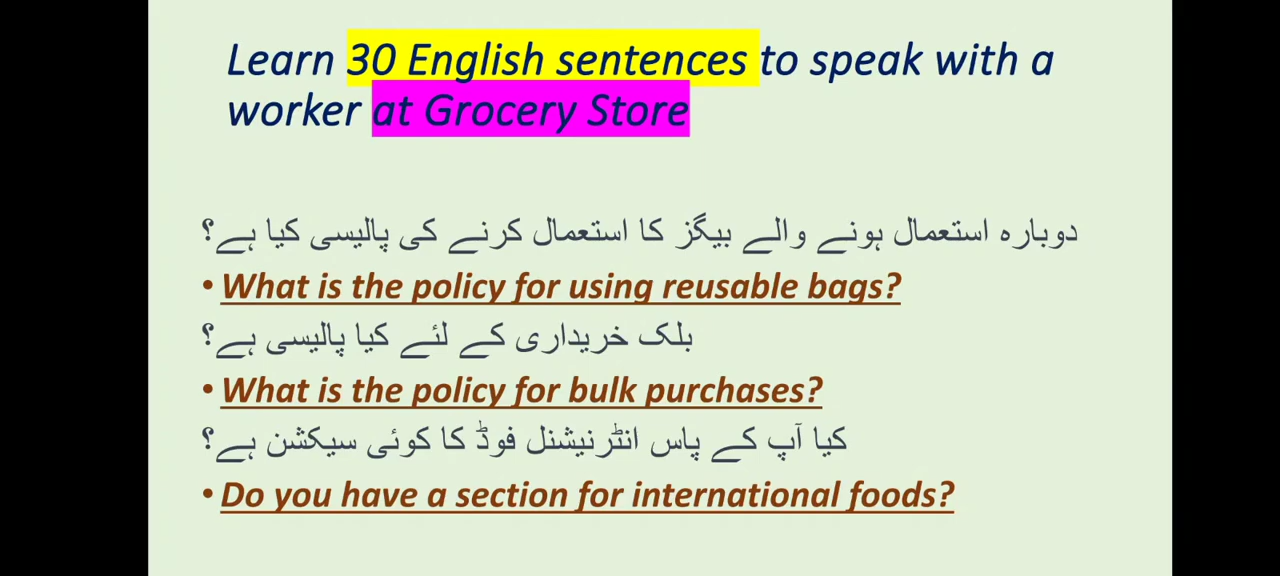 Learn 30 English sentences to speak with a
worker at Grocery Store
دوبارہ استعمال ہونے والے بیگز کا استعمال کرنے کی پالیسی کیا ہے؟
• What is the policy for using reusable bags?
بلک خریداری کے لئے کیا پالیسی ہے؟
• What is the policy for bulk purchases?
کیا آپ کے پاس انٹرنیشنل فوڈ کا کوئی سیکشن ہے؟
• Do you have a section for international foods?